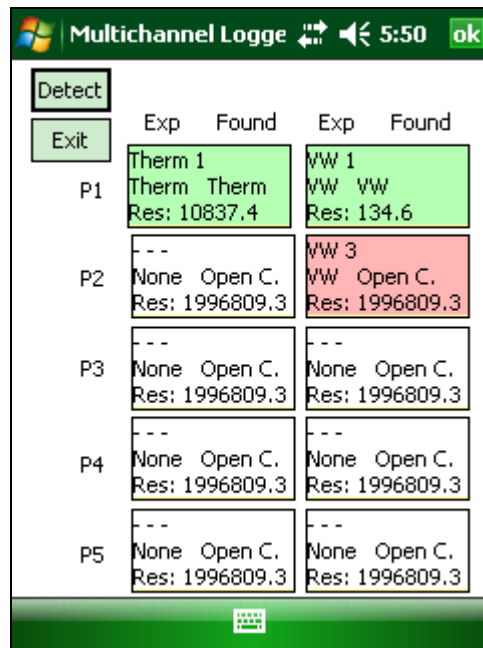 Multichannel Logge 5:50 ok
Detect
Exit
Exp Found Exp Found
P1
Therm 1
Therm Therm
Res: 10837.4
VW 1
VW VW
Res: 134.6
P2
- - -
None Open C.
Res: 1996809.3
VW 3
VW Open C.
Res: 1996809.3
P3
- - -
None Open C.
Res: 1996809.3
- - -
None Open C.
Res: 1996809.3
P4
- - -
None Open C.
Res: 1996809.3
- - -
None Open C.
Res: 1996809.3
P5
- - -
None Open C.
Res: 1996809.3
- - -
None Open C.
Res: 1996809.3